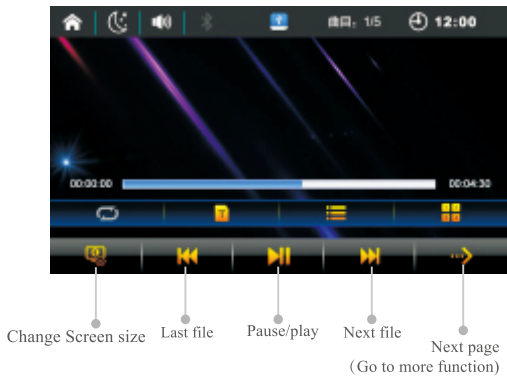 曲目：1/5
12:00
00:00:00
00:04:30
Change Screen size
Last file
Pause/play
Next file
Next page
（Go to more function)